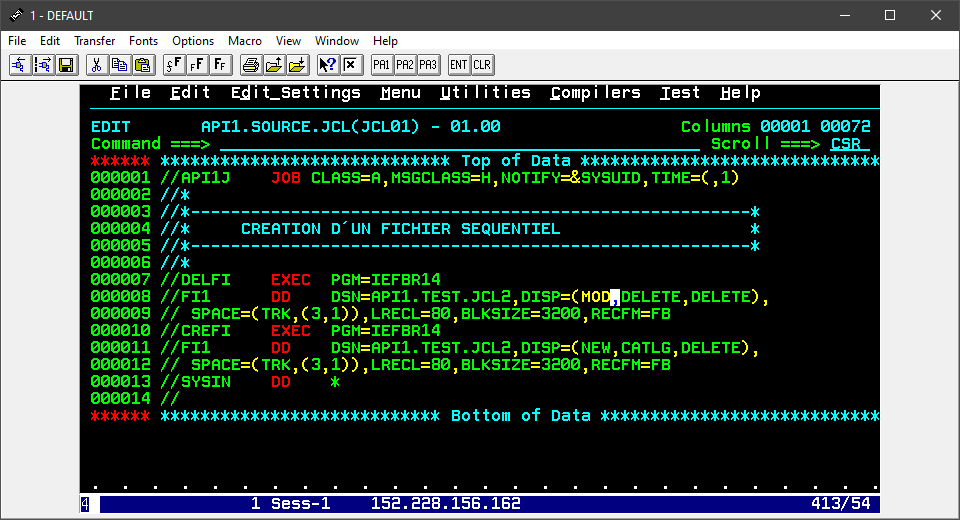 1 - DEFAULT
File Edit Transfer Fonts Options Macro View Window Help
PA1 PA2 PA3 ENT CLR
File Edit Edit_Settings Menu Utilities Compilers Test Help
EDIT API1.SOURCE.JCL(JCL01) - 01.00 Columns 00001 00072
Command ===> Scroll ===> CSR
****** ***************************** Top of Data ******************************
000001 //API1J    JOB CLASS=A,MSGCLASS=H,NOTIFY=&SYSUID,TIME=(,1)
000002 //*
000003 //*--------------------------------------------------------*
000004 //*     CREATION D´UN FICHIER SEQUENTIEL                   *
000005 //*--------------------------------------------------------*
000006 //*
000007 //DELFI    EXEC  PGM=IEFBR14
000008 //FI1      DD    DSN=API1.TEST.JCL2,DISP=(MOD,DELETE,DELETE),
000009 // SPACE=(TRK,(3,1)),LRECL=80,BLKSIZE=3200,RECFM=FB
000010 //CREFI    EXEC  PGM=IEFBR14
000011 //FI1      DD    DSN=API1.TEST.JCL2,DISP=(NEW,CATLG,DELETE),
000012 // SPACE=(TRK,(3,1)),LRECL=80,BLKSIZE=3200,RECFM=FB
000013 //SYSIN    DD    *
000014 //
****** **************************** Bottom of Data ****************************
. . . . . . . . . . . . . . . . . . . . . . . . . . .
4 1 Sess-1 152.228.156.162 413/54